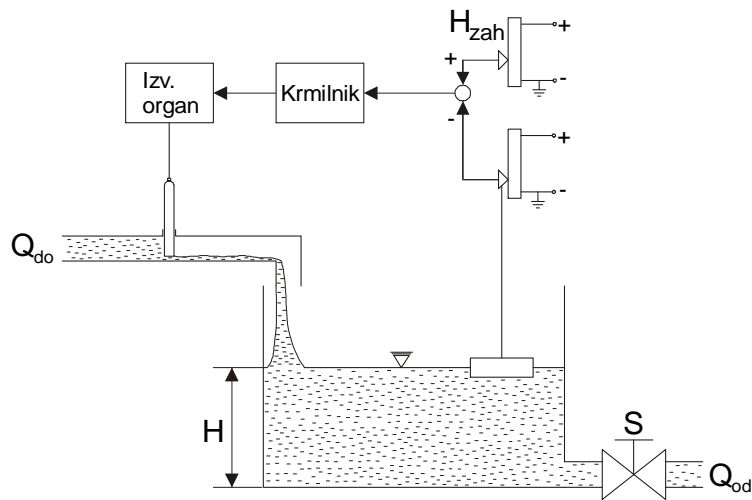 H_zah
+
+
-
Izv.
organ
Krmilnik
-
+
-
Q_do
H
S
Q_od